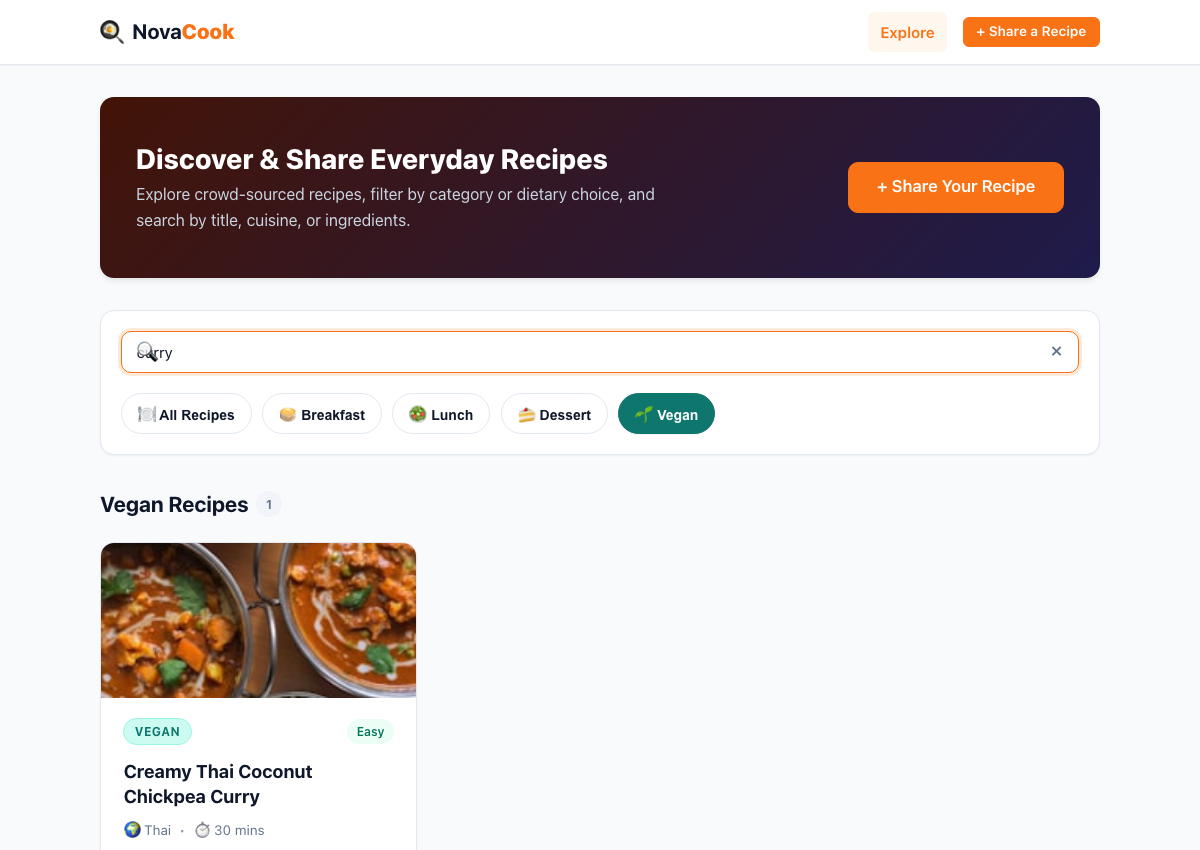 NovaCook
Explore
+ Share a Recipe
Discover & Share Everyday Recipes
Explore crowd-sourced recipes, filter by category or dietary choice, and
search by title, cuisine, or ingredients.
+ Share Your Recipe
curry
✕
All Recipes
Breakfast
Lunch
Dessert
Vegan
Vegan Recipes 1
VEGAN
Easy
Creamy Thai Coconut
Chickpea Curry
Thai · 30 mins